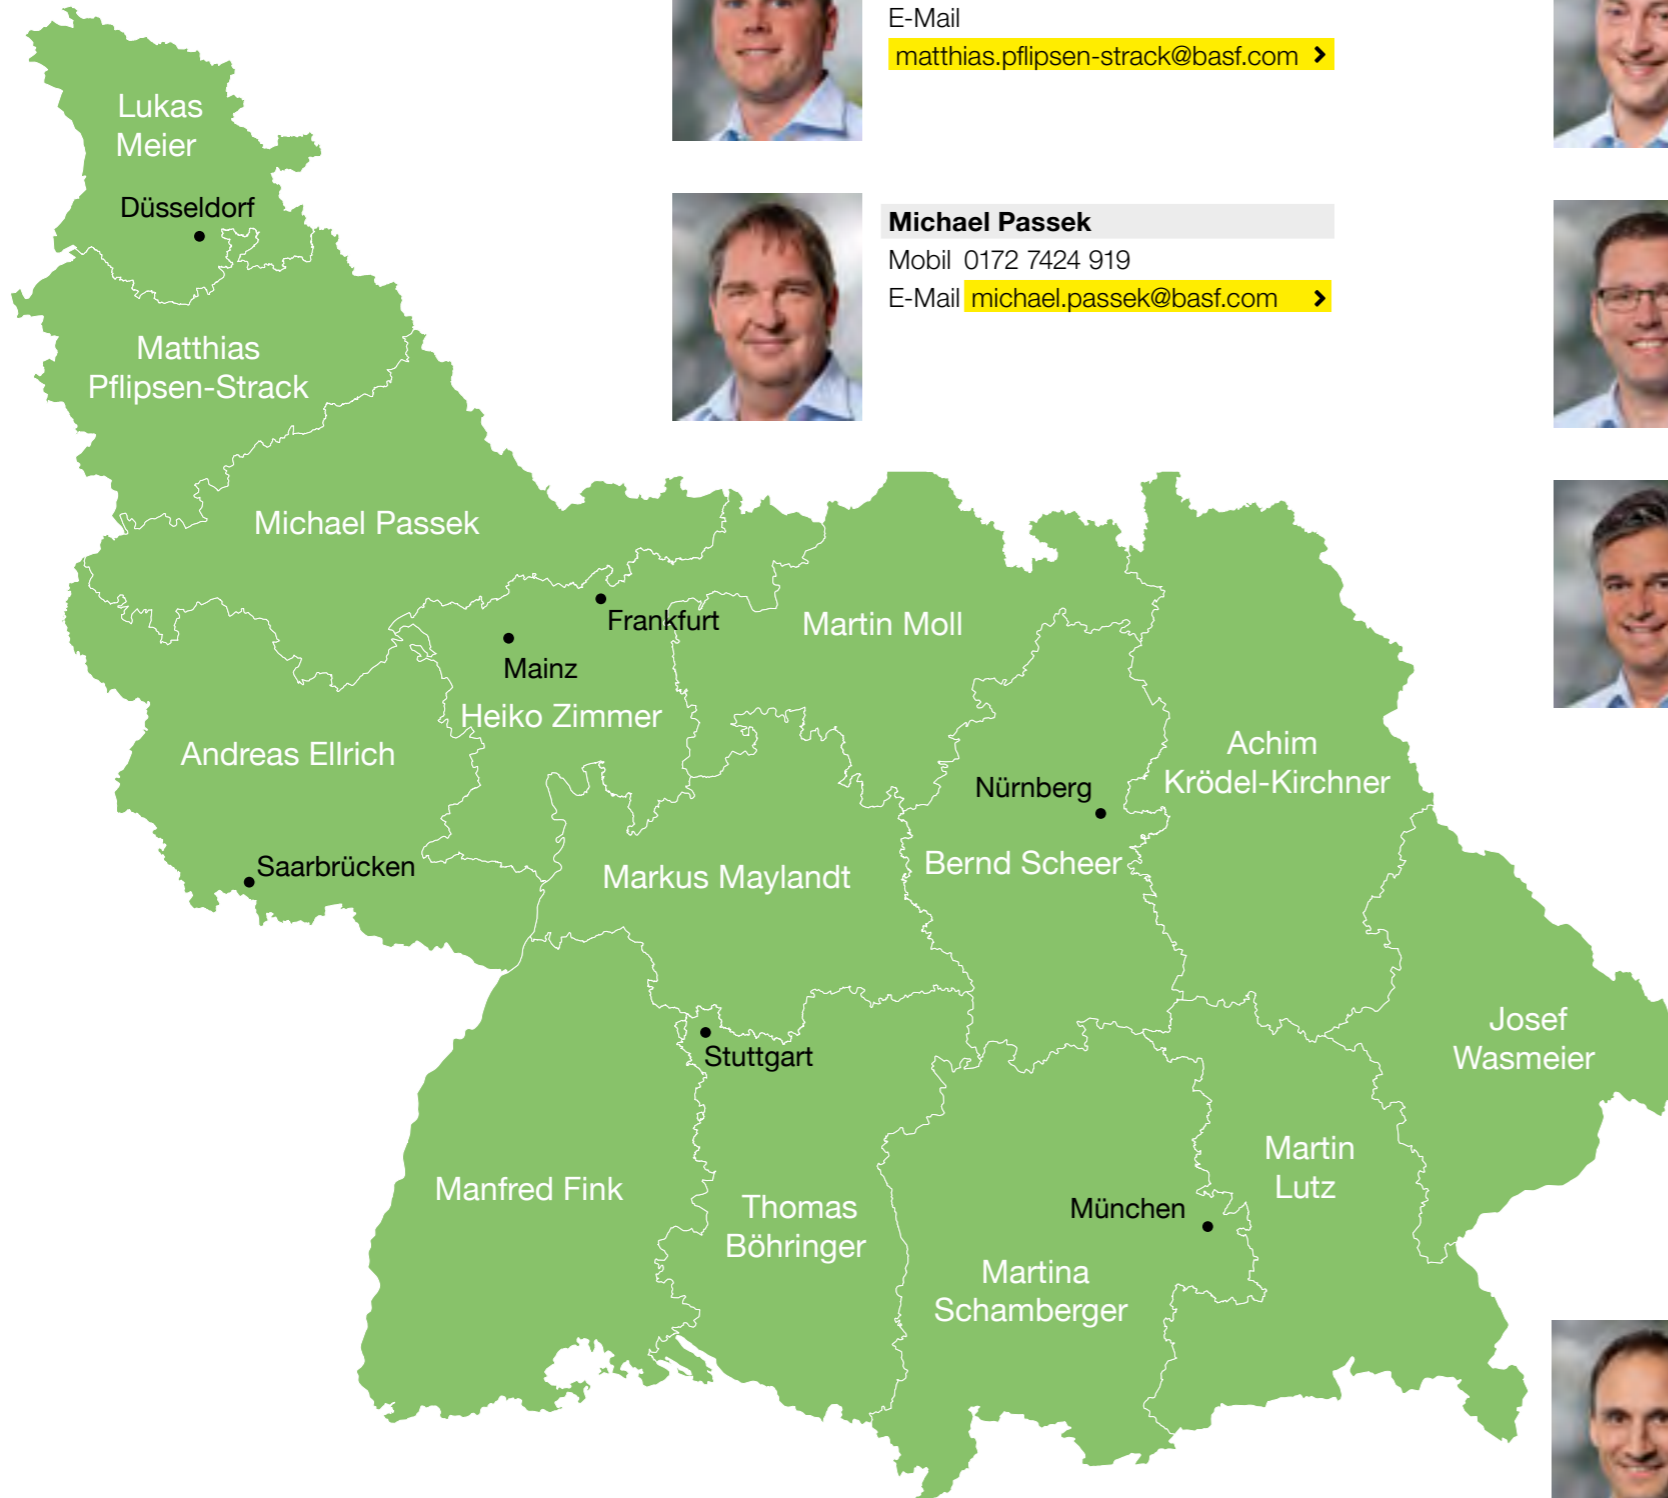 E-Mail
matthias.pflipsen-strack@basf.com
Michael Passek
Mobil 0172 7424 919
E-Mail michael.passek@basf.com
Lukas
Meier
Düsseldorf
Matthias
Pflipsen-Strack
Michael Passek
Frankfurt
Mainz
Martin Moll
Heiko Zimmer
Andreas Ellrich
Achim
Krödel-Kirchner
Nürnberg
Saarbrücken
Markus Maylandt
Bernd Scheer
Josef
Wasmeier
Stuttgart
Manfred Fink
Thomas
Böhringer
Martin
Lutz
München
Martina
Schamberger